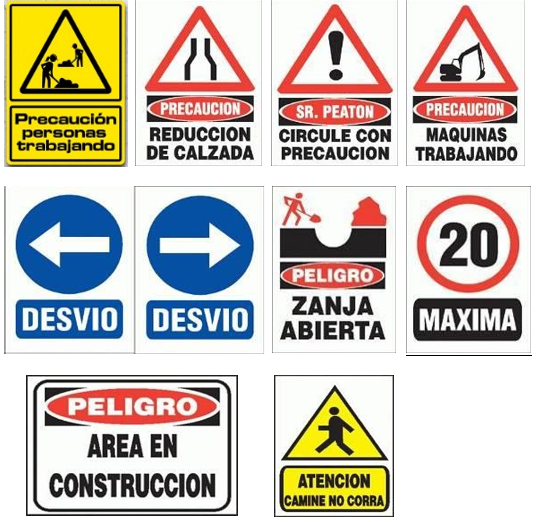 Precaución
personas
trabajando
PRECAUCION
REDUCCION
DE CALZADA
SR. PEATON
CIRCULE CON
PRECAUCION
PRECAUCION
MAQUINAS
TRABAJANDO
DESVIO
DESVIO
PELIGRO
ZANJA
ABIERTA
20
MAXIMA
PELIGRO
AREA EN
CONSTRUCCION
ATENCION
CAMINE NO CORRA